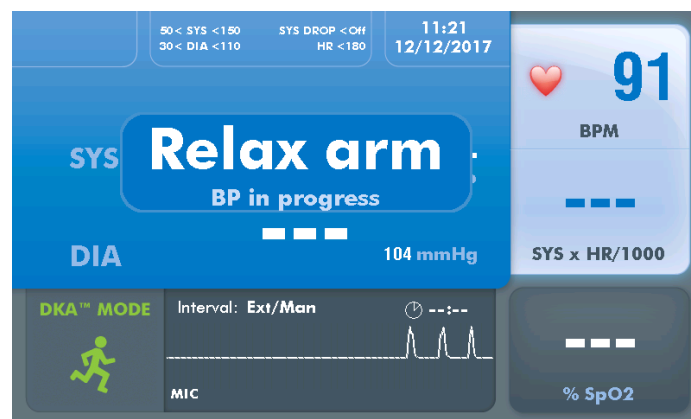 50< SYS <150 SYS DROP <Off
30< DIA <110 HR <180
11:21
12/12/2017
91
BPM
SYS
Relax arm
BP in progress
---
DIA
---
104 mmHg
SYS x HR/1000
DKA™ MODE
Interval: Ext/Man
--:--
MIC
---
% SpO2